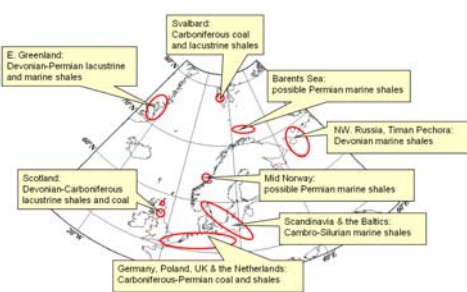 Svalbard:
Carboniferous coal
and lacustrine shales
E. Greenland:
Devonian-Permian lacustrine
and marine shales
Barents Sea:
possible Permian marine shales
NW. Russia, Timan Pechora:
Devonian marine shales
Scotland:
Devonian-Carboniferous
lacustrine shales and coal
Mid Norway:
possible Permian marine shales
Scandinavia & the Baltics:
Cambro-Silurian marine shales
Germany, Poland, UK & the Netherlands:
Carboniferous-Permian coal and shales